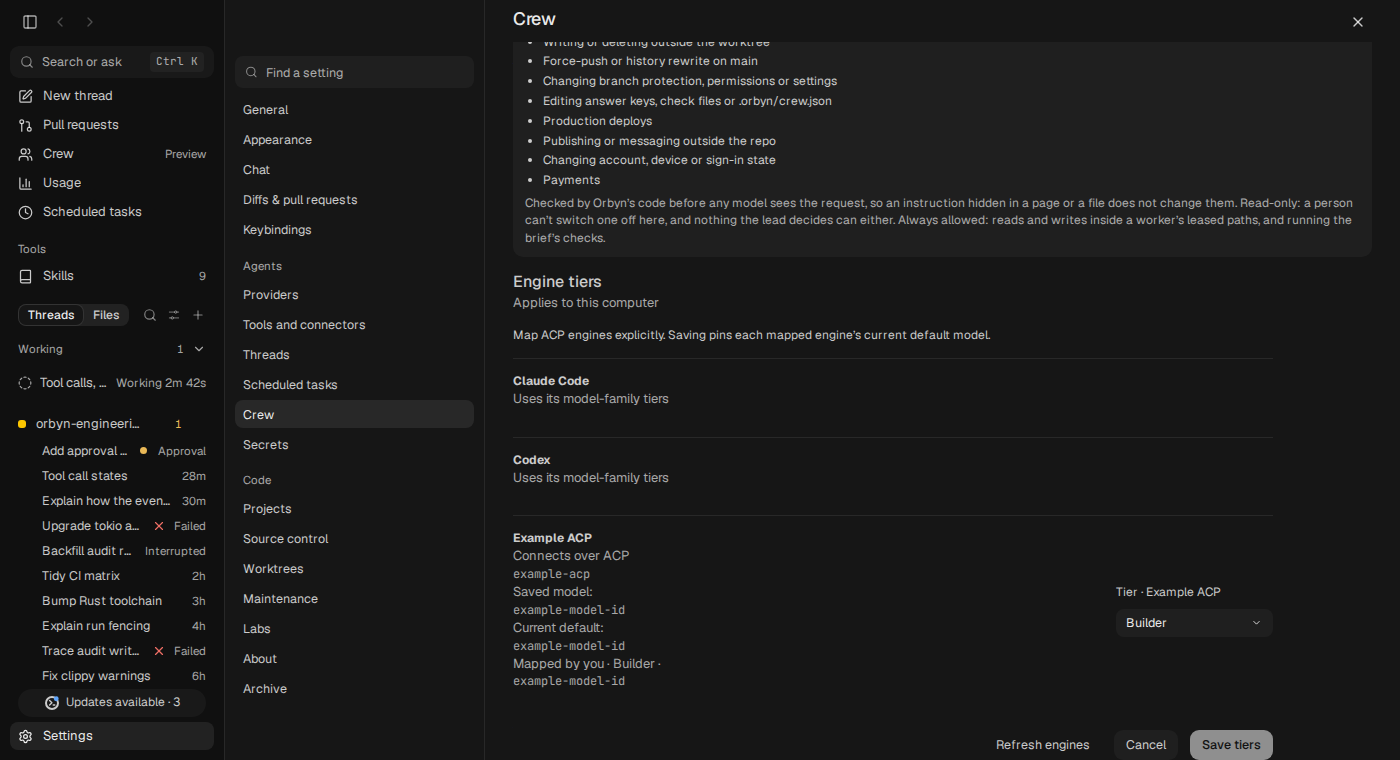 Search or ask
Ctrl K
New thread
Pull requests
Crew
Preview
Usage
Scheduled tasks
Tools
Skills
9
Threads
Files
Working
1
Tool calls, ...
Working 2m 42s
orbyn-engineeri...
1
Add approval ...
Approval
Tool call states
28m
Explain how the even...
30m
Upgrade tokio a...
Failed
Backfill audit r...
Interrupted
Tidy CI matrix
2h
Bump Rust toolchain
3h
Explain run fencing
4h
Trace audit writ...
Failed
Fix clippy warnings
6h
Updates available · 3
Settings
Find a setting
General
Appearance
Chat
Diffs & pull requests
Keybindings
Agents
Providers
Tools and connectors
Threads
Scheduled tasks
Crew
Secrets
Code
Projects
Source control
Worktrees
Maintenance
Labs
About
Archive
Crew
Writing or deleting outside the worktree
Force-push or history rewrite on main
Changing branch protection, permissions or settings
Editing answer keys, check files or .orbyn/crew.json
Production deploys
Publishing or messaging outside the repo
Changing account, device or sign-in state
Payments
Checked by Orbyn's code before any model sees the request, so an instruction hidden in a page or a file does not change them. Read-only: a person
can't switch one off here, and nothing the lead decides can either. Always allowed: reads and writes inside a worker's leased paths, and running the
brief's checks.
Engine tiers
Applies to this computer
Map ACP engines explicitly. Saving pins each mapped engine's current default model.
Claude Code
Uses its model-family tiers
Codex
Uses its model-family tiers
Example ACP
Connects over ACP
example-acp
Saved model:
example-model-id
Current default:
example-model-id
Mapped by you · Builder ·
example-model-id
Tier · Example ACP
Builder
Refresh engines
Cancel
Save tiers